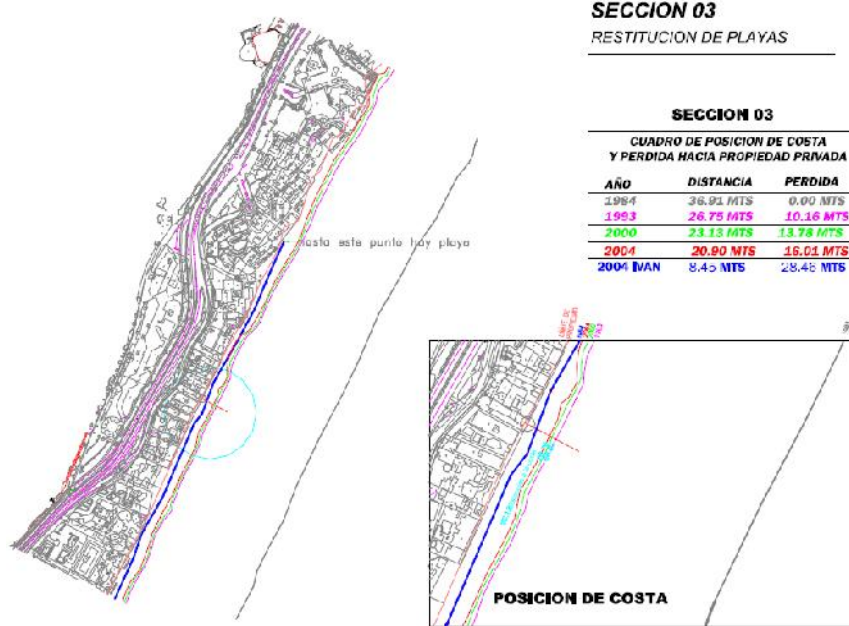 SECCION 03
RESTITUCION DE PLAYAS
SECCION 03
CUADRO DE POSICION DE COSTA
Y PERDIDA HACIA PROPIEDAD PRIVADA
AÑO DISTANCIA PERDIDA
1984 36.91 MTS 0.00 MTS
1993 26.75 MTS 10.16 MTS
2000 23.13 MTS 13.78 MTS
2004 20.90 MTS 16.01 MTS
2004 IVAN 8.45 MTS 28.46 MTS
Hasta este punto hay playa
POSICION DE COSTA